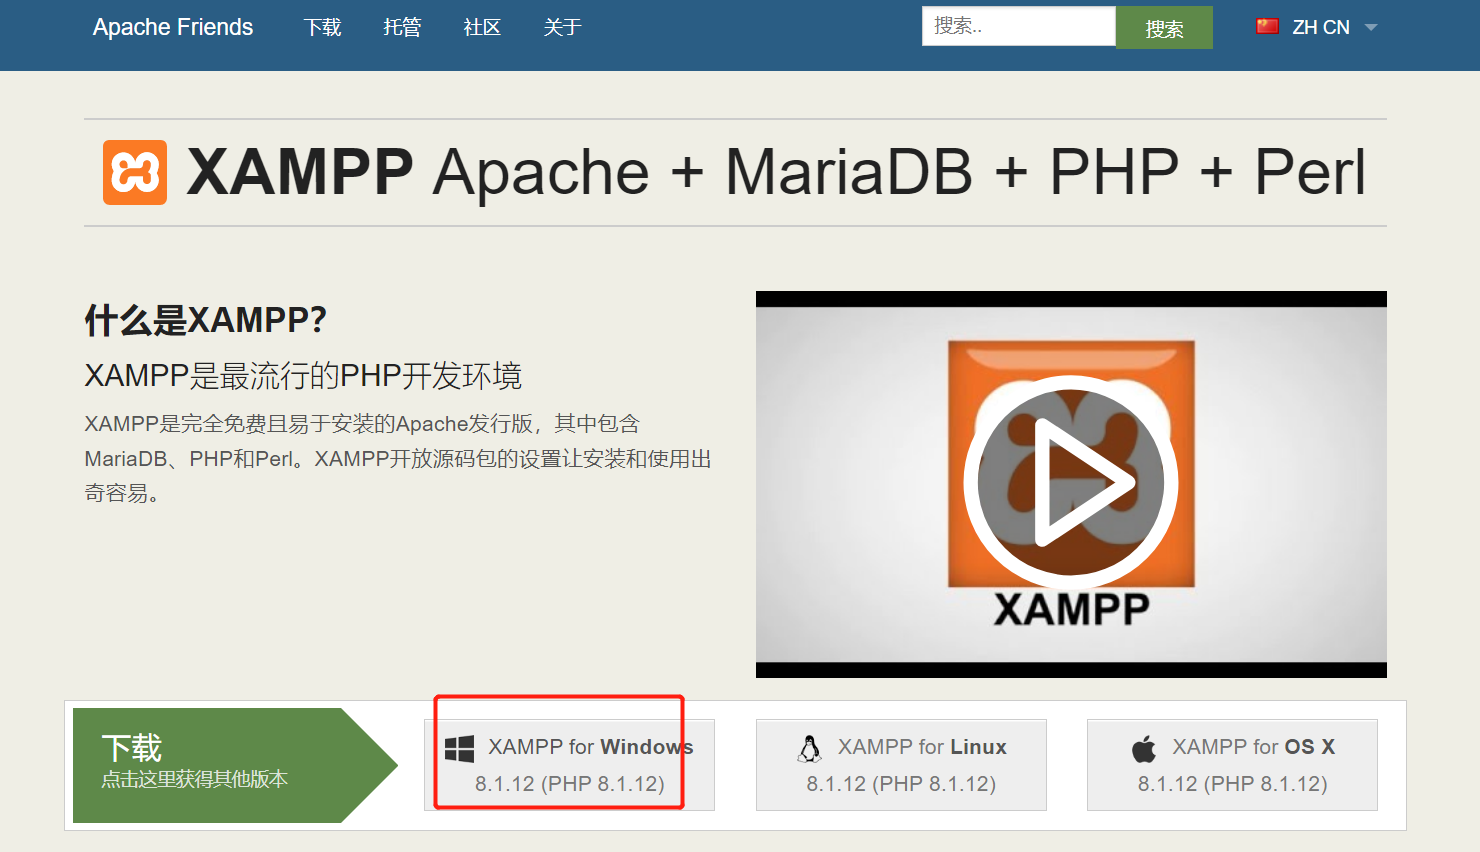 Apache Friends 下载 托管 社区 关于 搜索.. 搜索 ZH CN
XAMPP Apache + MariaDB + PHP + Perl
什么是XAMPP?
XAMPP是最流行的PHP开发环境
XAMPP是完全免费且易于安装的Apache发行版，其中包含
MariaDB、PHP和Perl。XAMPP开放源码包的设置让安装和使用出
奇容易。
XAMPP
下载
点击这里获得其他版本
XAMPP for Windows
8.1.12 (PHP 8.1.12)
XAMPP for Linux
8.1.12 (PHP 8.1.12)
XAMPP for OS X
8.1.12 (PHP 8.1.12)